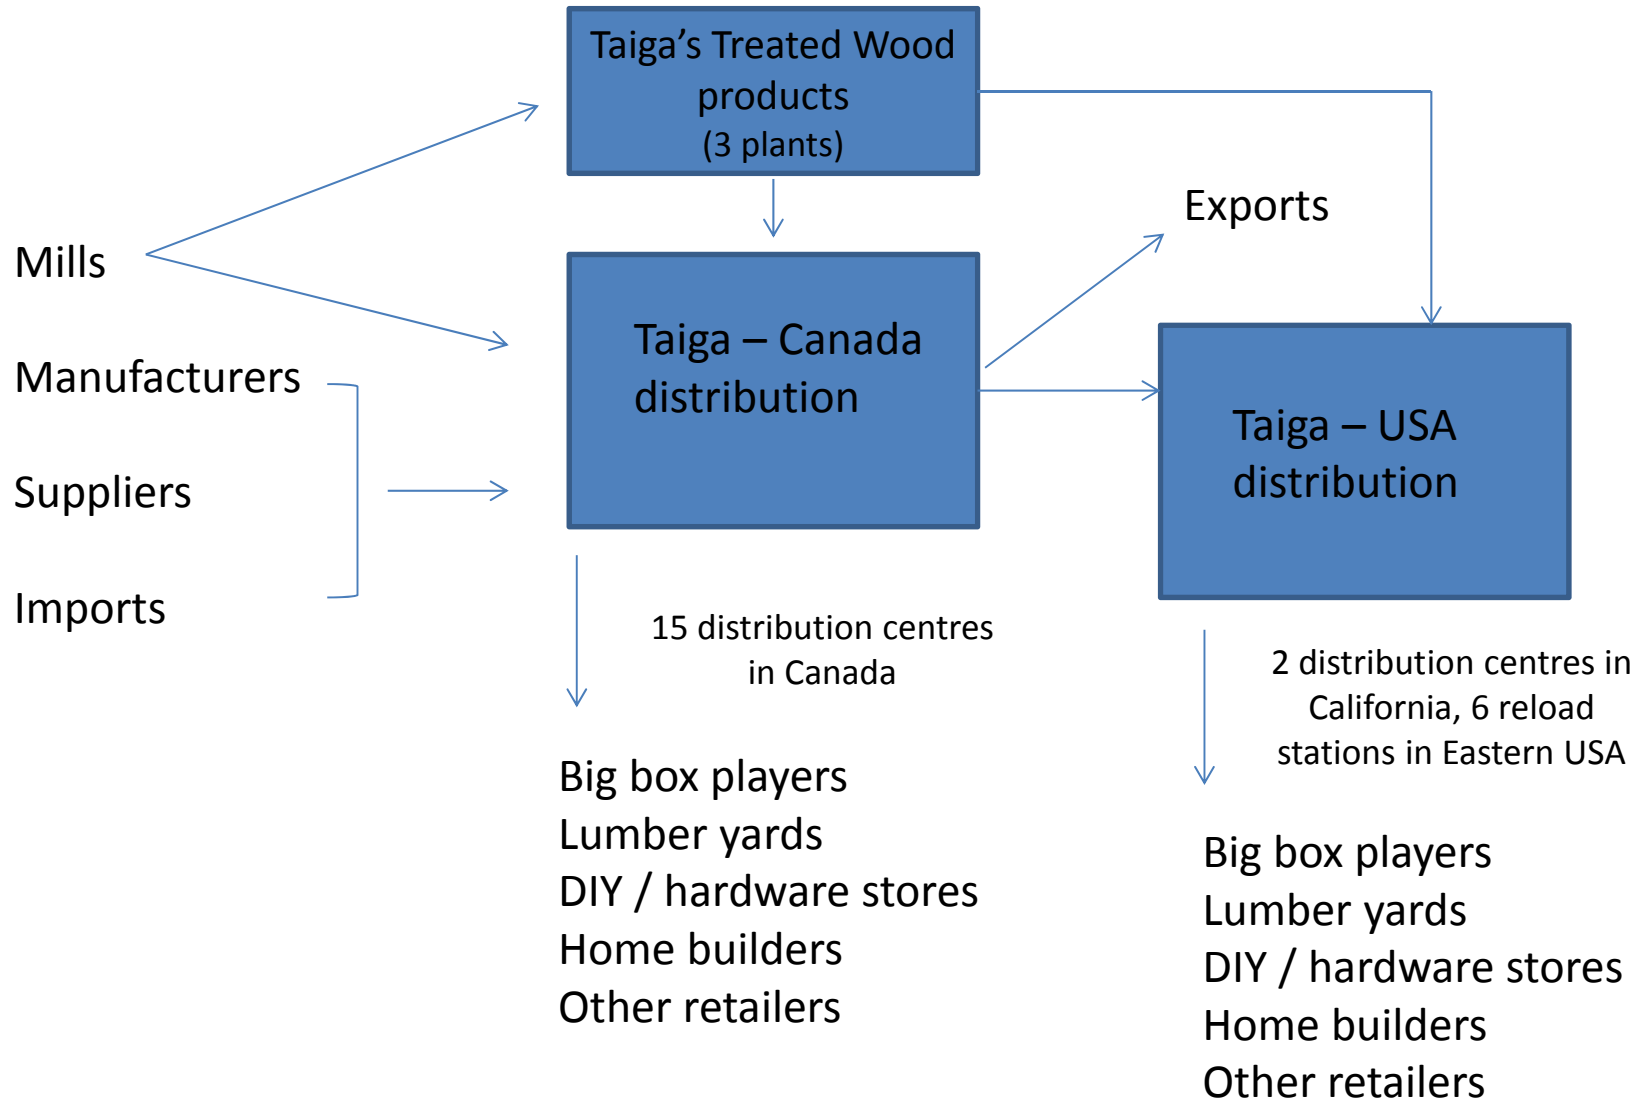 Taiga’s Treated Wood
products
(3 plants)
Exports
Mills
Manufacturers
Suppliers
Imports
Taiga – Canada
distribution
Taiga – USA
distribution
15 distribution centres
in Canada
2 distribution centres in
California, 6 reload
stations in Eastern USA
Big box players
Lumber yards
DIY / hardware stores
Home builders
Other retailers
Big box players
Lumber yards
DIY / hardware stores
Home builders
Other retailers